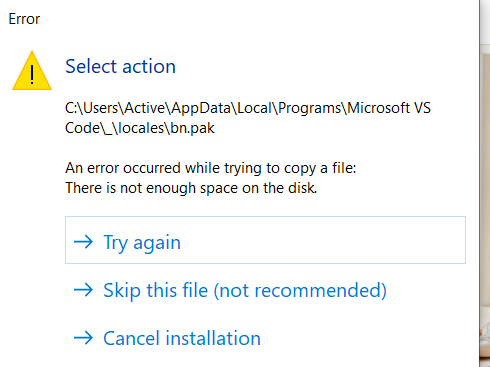 Error
Select action
C:\Users\Active\AppData\Local\Programs\Microsoft VS
Code\_\locales\bn.pak
An error occurred while trying to copy a file:
There is not enough space on the disk.
Try again
Skip this file (not recommended)
Cancel installation